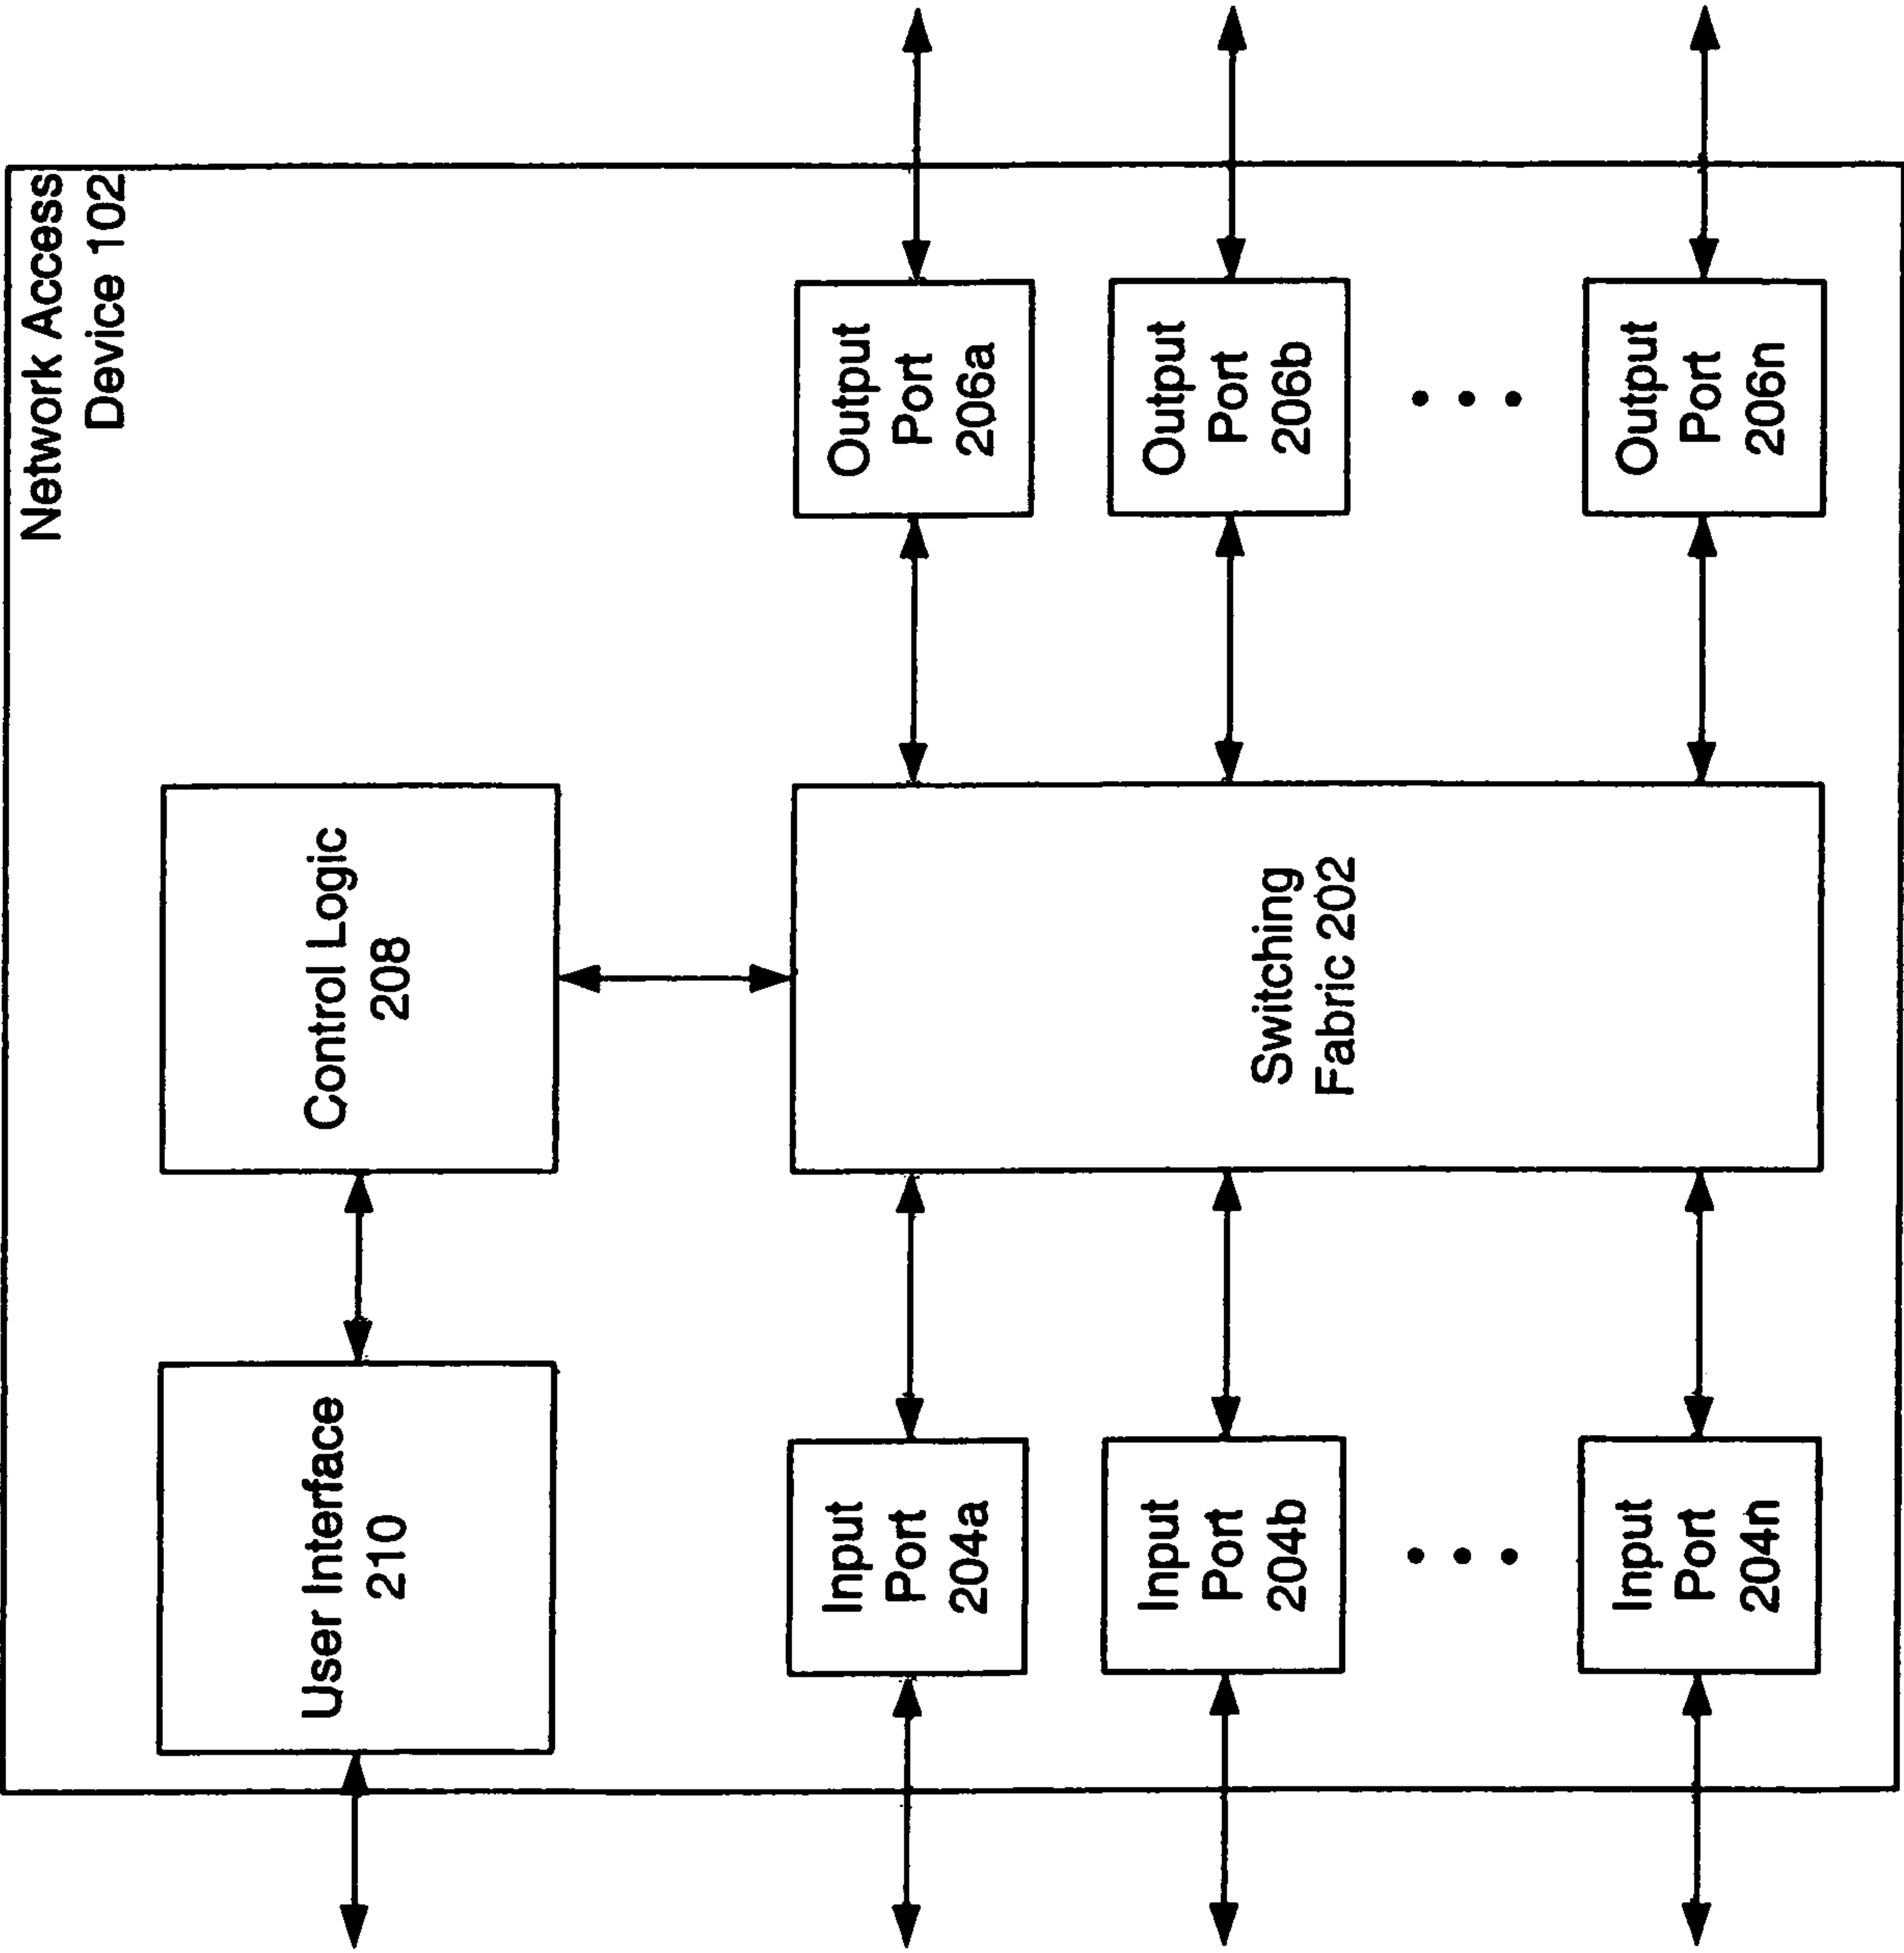 Network Access
Device 102
User Interface
210
Control Logic
208
Input
Port
204a
Switching
Fabric 202
Output
Port
206a
Input
Port
204b
Output
Port
206b
Input
Port
204n
Output
Port
206n